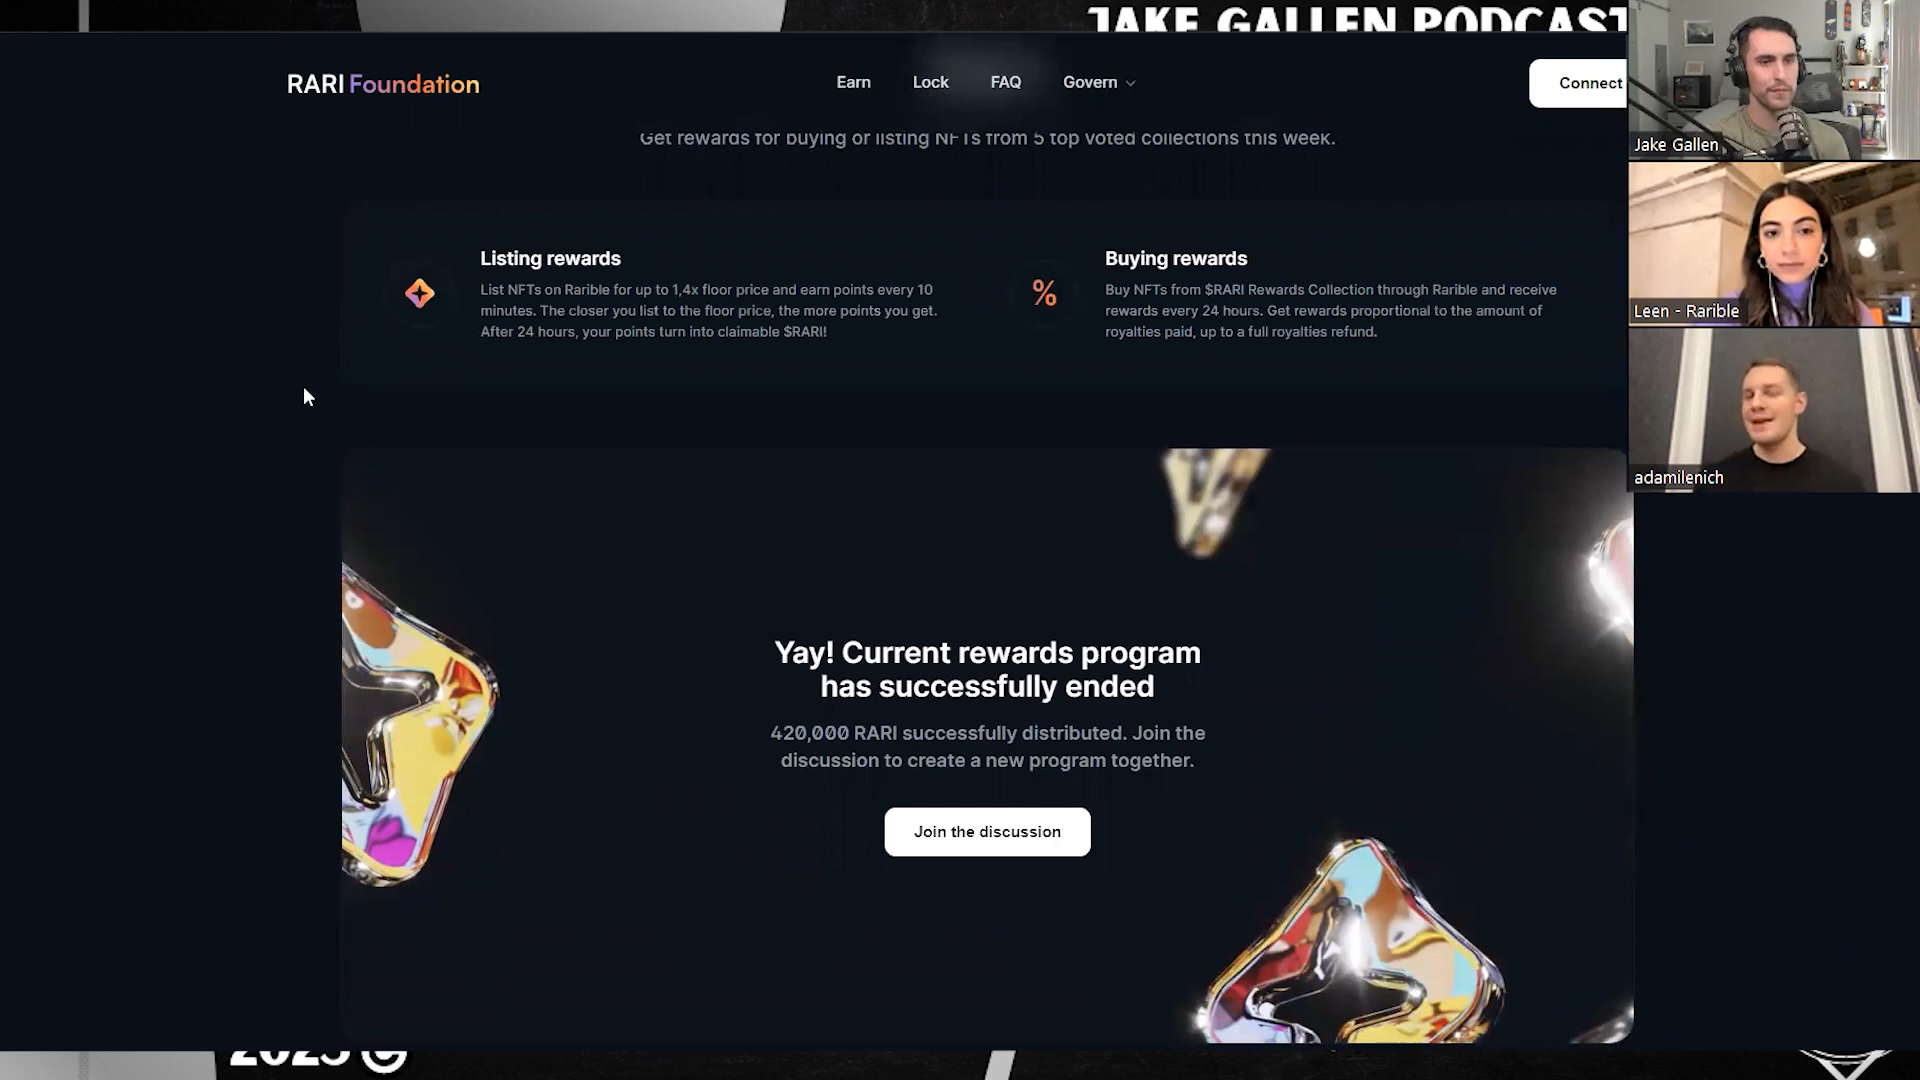 JAKE GALLEN PODCAST
RARI Foundation
Earn
Lock
FAQ
Govern
Connect
Get rewards for buying or listing NFTs from 5 top voted collections this week.
Listing rewards
List NFTs on Rarible for up to 1,4x floor price and earn points every 10
minutes. The closer you list to the floor price, the more points you get.
After 24 hours, your points turn into claimable $RARI!
%
Buying rewards
Buy NFTs from $RARI Rewards Collection through Rarible and receive
rewards every 24 hours. Get rewards proportional to the amount of
royalties paid, up to a full royalties refund.
Yay! Current rewards program
has successfully ended
420,000 RARI successfully distributed. Join the
discussion to create a new program together.
Join the discussion
Jake Gallen
Leen - Rarible
adamilenich
2023 ©